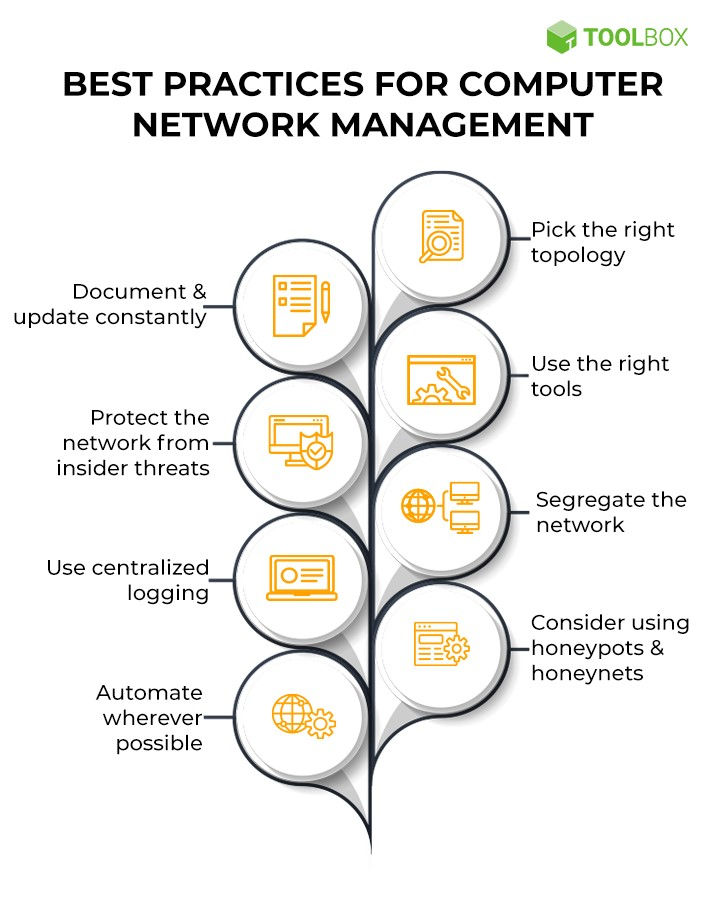 TOOLBOX
BEST PRACTICES FOR COMPUTER
NETWORK MANAGEMENT
Pick the right
topology
Document &
update constantly
Use the right
tools
Protect the
network from
insider threats
Segregate the
network
Use centralized
logging
Consider using
honeypots &
honeynets
Automate
wherever
possible